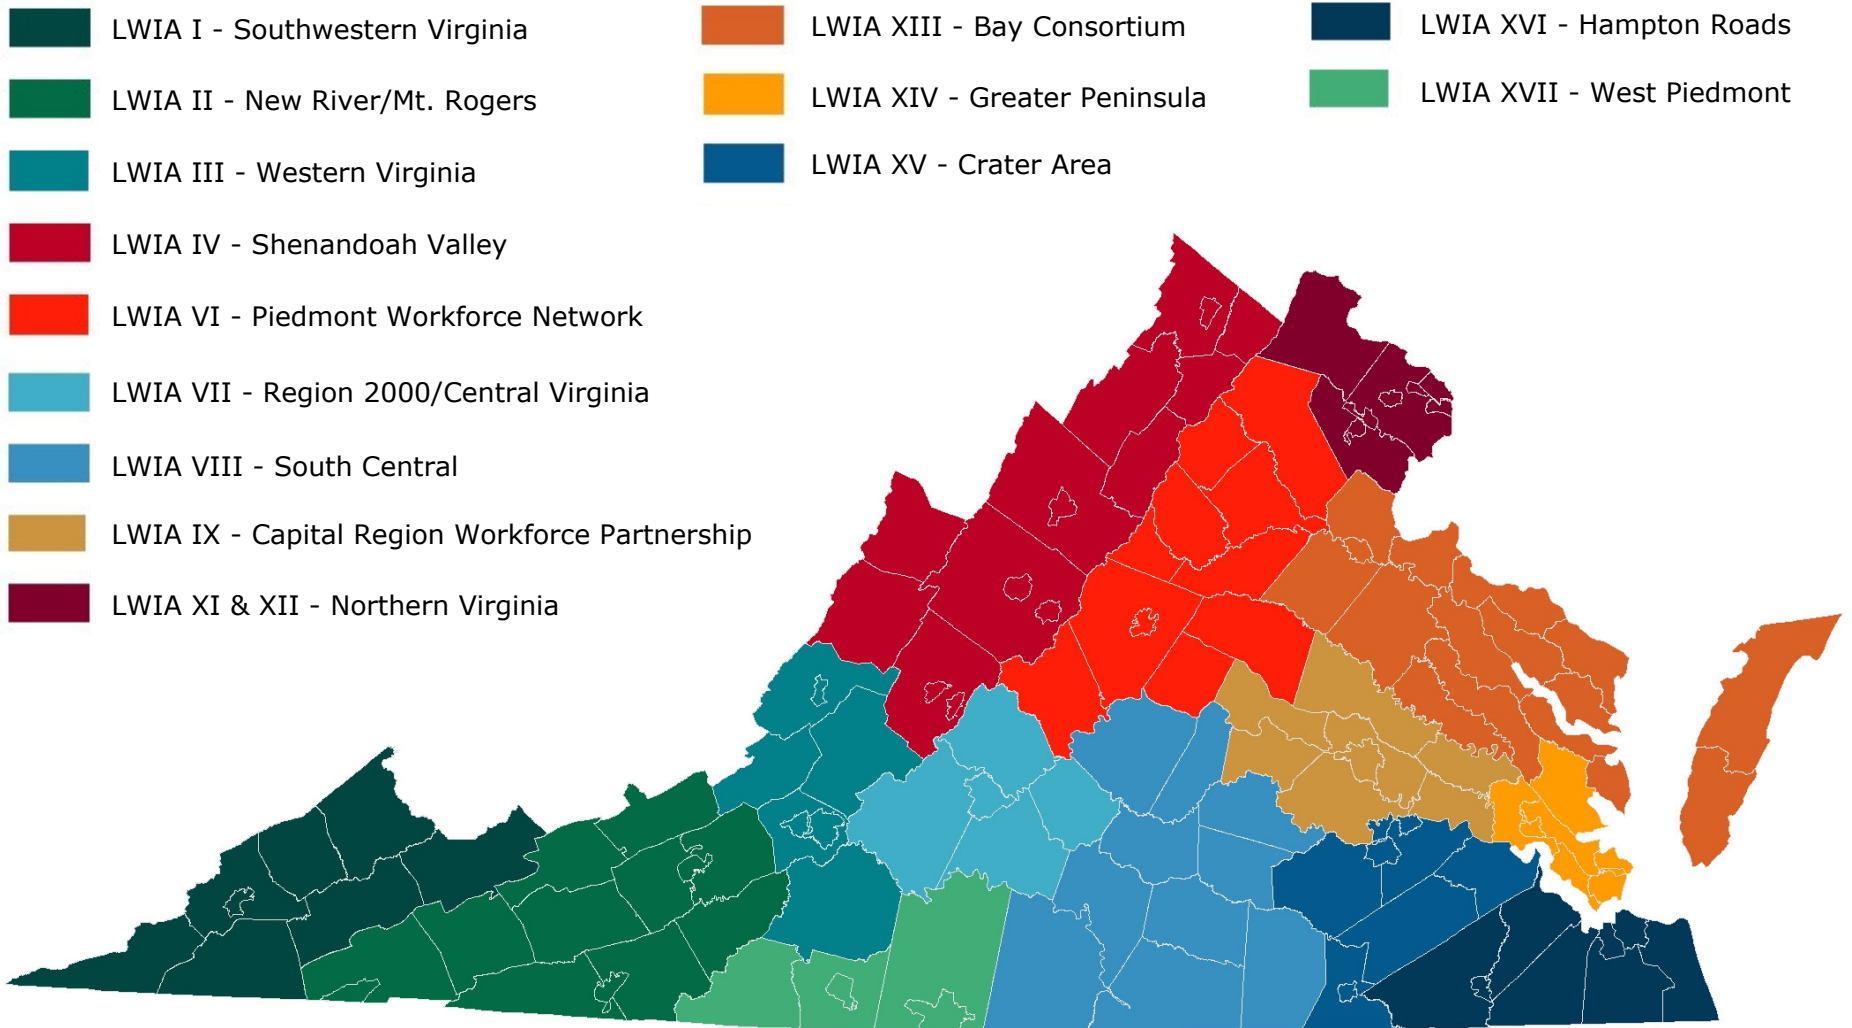 LWIA I - Southwestern Virginia
LWIA II - New River/Mt. Rogers
LWIA III - Western Virginia
LWIA IV - Shenandoah Valley
LWIA VI - Piedmont Workforce Network
LWIA VII - Region 2000/Central Virginia
LWIA VIII - South Central
LWIA IX - Capital Region Workforce Partnership
LWIA XI & XII - Northern Virginia
LWIA XIII - Bay Consortium
LWIA XIV - Greater Peninsula
LWIA XV - Crater Area
LWIA XVI - Hampton Roads
LWIA XVII - West Piedmont